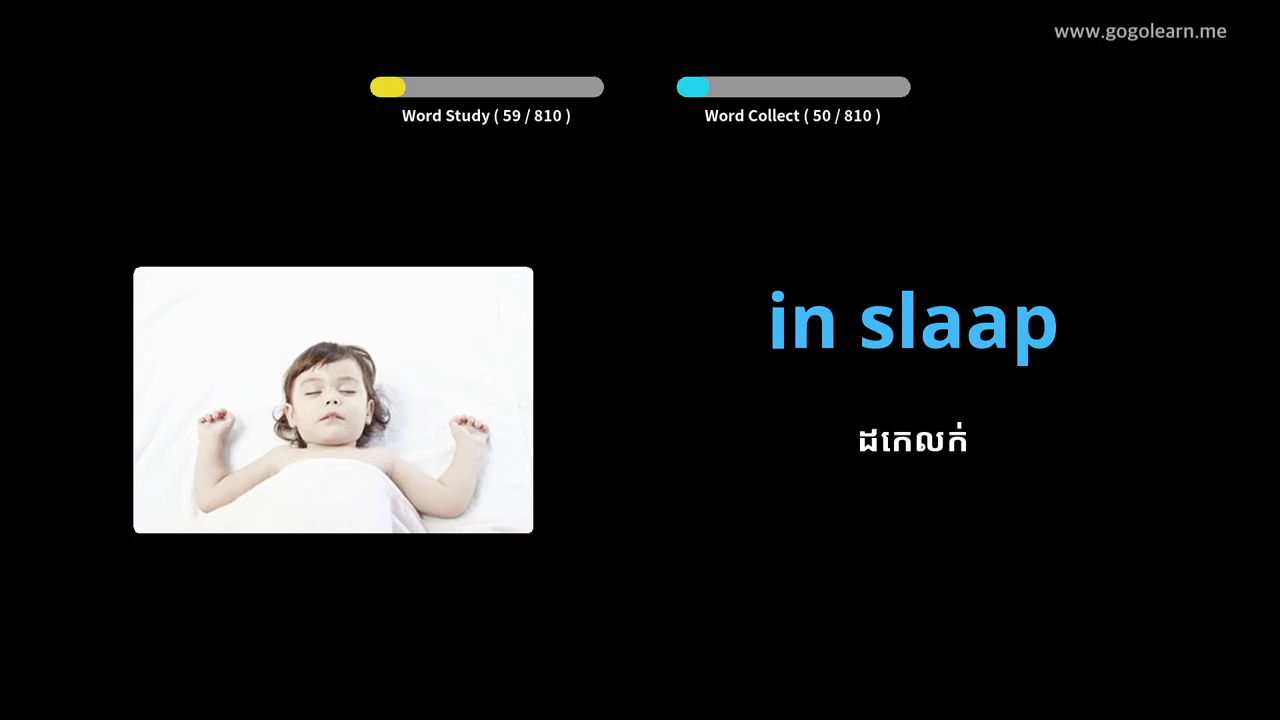 www.gogolearn.me
Word Study ( 59 / 810 )
Word Collect ( 50 / 810 )
in slaap
ដកេលក់